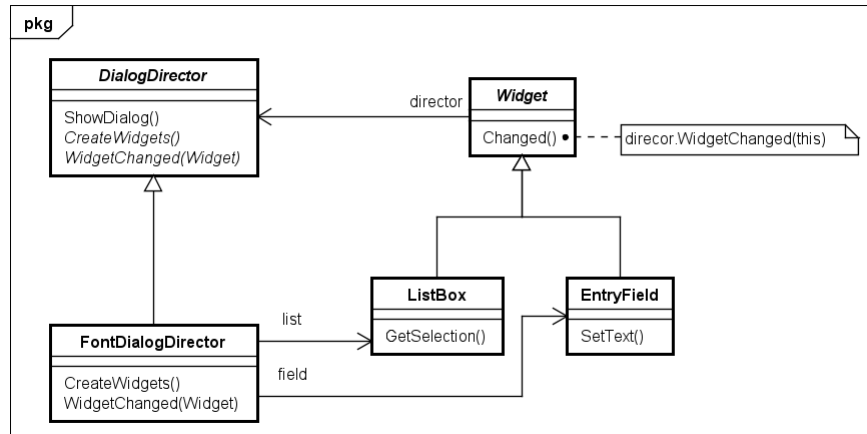 pkg
DialogDirector
ShowDialog()
CreateWidgets()
WidgetChanged(Widget)
director
Widget
Changed()
direcor.WidgetChanged(this)
ListBox
GetSelection()
EntryField
SetText()
FontDialogDirector
CreateWidgets()
WidgetChanged(Widget)
list
field